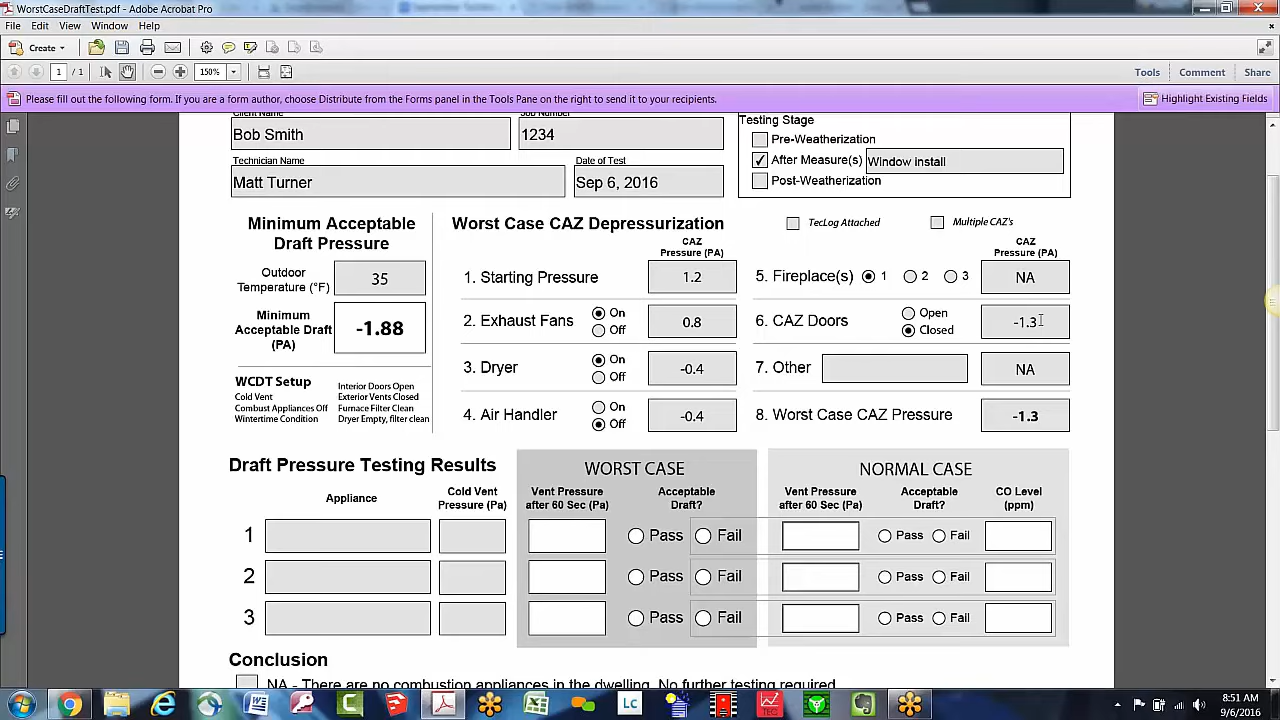 WorstCaseDraftTest.pdf - Adobe Acrobat Pro
File Edit View Window Help
Create
1 / 1 150% Tools Comment Share
Please fill out the following form. If you are a form author, choose Distribute from the Forms panel in the Tools Pane on the right to send it to your recipients. Highlight Existing Fields
Client Name Job Number
Bob Smith 1234
Technician Name Date of Test
Matt Turner Sep 6, 2016
Testing Stage
Pre-Weatherization
After Measure(s) Window install
Post-Weatherization
Minimum Acceptable
Draft Pressure
Outdoor
Temperature (°F) 35
Minimum
Acceptable Draft
(PA) -1.88
WCDT Setup
Cold Vent
Combust Appliances Off
Wintertime Condition
Interior Doors Open
Exterior Vents Closed
Furnace Filter Clean
Dryer Empty, filter clean
Worst Case CAZ Depressurization TecLog Attached Multiple CAZ's
CAZ
Pressure (PA)
1. Starting Pressure 1.2
2. Exhaust Fans On Off 0.8
3. Dryer On Off -0.4
4. Air Handler On Off -0.4
CAZ
Pressure (PA)
5. Fireplace(s) 1 2 3 NA
6. CAZ Doors Open Closed -1.3
7. Other NA
8. Worst Case CAZ Pressure -1.3
Draft Pressure Testing Results WORST CASE NORMAL CASE
Appliance
Cold Vent
Pressure (Pa)
Vent Pressure
after 60 Sec (Pa)
Acceptable
Draft?
Vent Pressure
after 60 Sec (Pa)
Acceptable
Draft?
CO Level
(ppm)
1 Pass Fail Pass Fail
2 Pass Fail Pass Fail
3 Pass Fail Pass Fail
Conclusion
NA - There are no combustion appliances in the dwelling. No further testing required.
LC
TEC
8:51 AM
9/6/2016